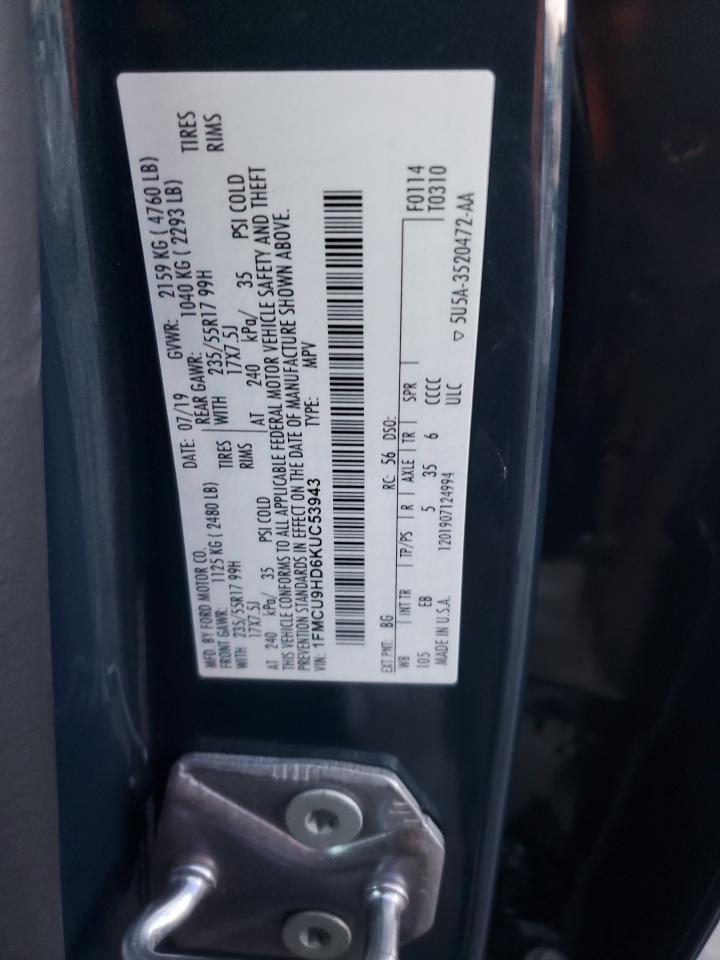 MFD. BY FORD MOTOR CO. DATE: 07/19 GVWR: 2159 KG ( 4760 LB)
FRONT GAWR: 1125 KG ( 2480 LB) REAR GAWR: 1040 KG ( 2293 LB)
WITH 235/55R17 99H TIRES WITH 235/55R17 99H TIRES
17X7.5J RIMS 17X7.5J RIMS
AT 240 kPa/ 35 PSI COLD AT 240 kPa/ 35 PSI COLD
THIS VEHICLE CONFORMS TO ALL APPLICABLE FEDERAL MOTOR VEHICLE SAFETY AND THEFT
PREVENTION STANDARDS IN EFFECT ON THE DATE OF MANUFACTURE SHOWN ABOVE.
VIN: 1FMCU9HD6KUC53943 TYPE: MPV
EXT PNT: BG RC: 56 DSO: F0114
WB INT TR TP/PS R AXLE TR SPR T0310
105 EB 5 35 6 CCCC
MADE IN U.S.A. 1201907124994 ULC ▽ 5U5A-3520472-AA